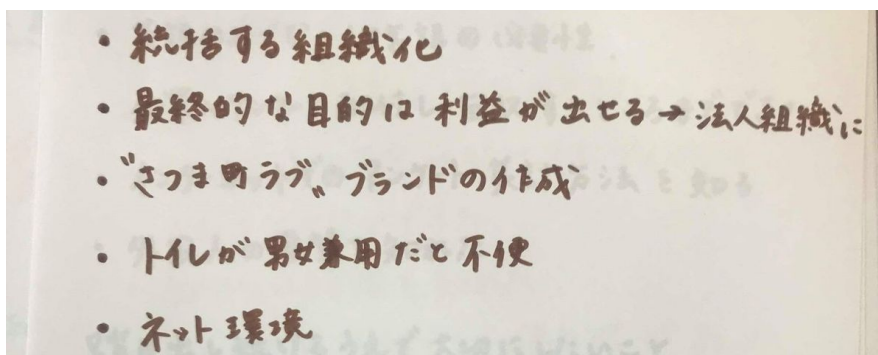 ・統括する組織化
・最終的な目的は利益が出せる→法人組織に
・〝さつま町ラブ〟ブランドの作成
・トイレが男女兼用だと不便
・ネット環境